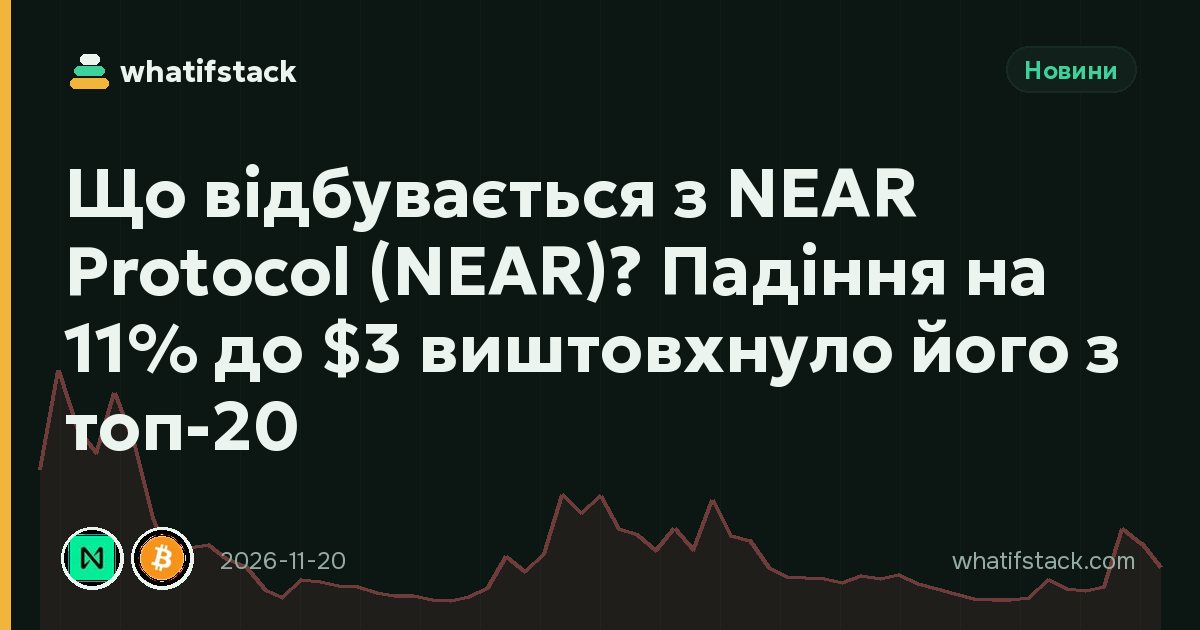 whatifstack
Новини
Що відбувається з NEAR
Protocol (NEAR)? Падіння на
11% до $3 виштовхнуло його з
топ-20
2026-11-20
whatifstack.com